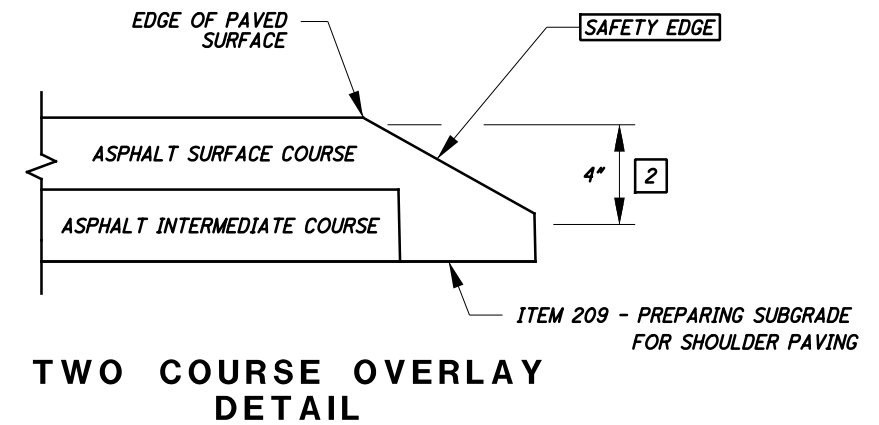 EDGE OF PAVED
SURFACE
SAFETY EDGE
ASPHALT SURFACE COURSE
4" 2
ASPHALT INTERMEDIATE COURSE
ITEM 209 - PREPARING SUBGRADE
FOR SHOULDER PAVING
TWO COURSE OVERLAY
DETAIL